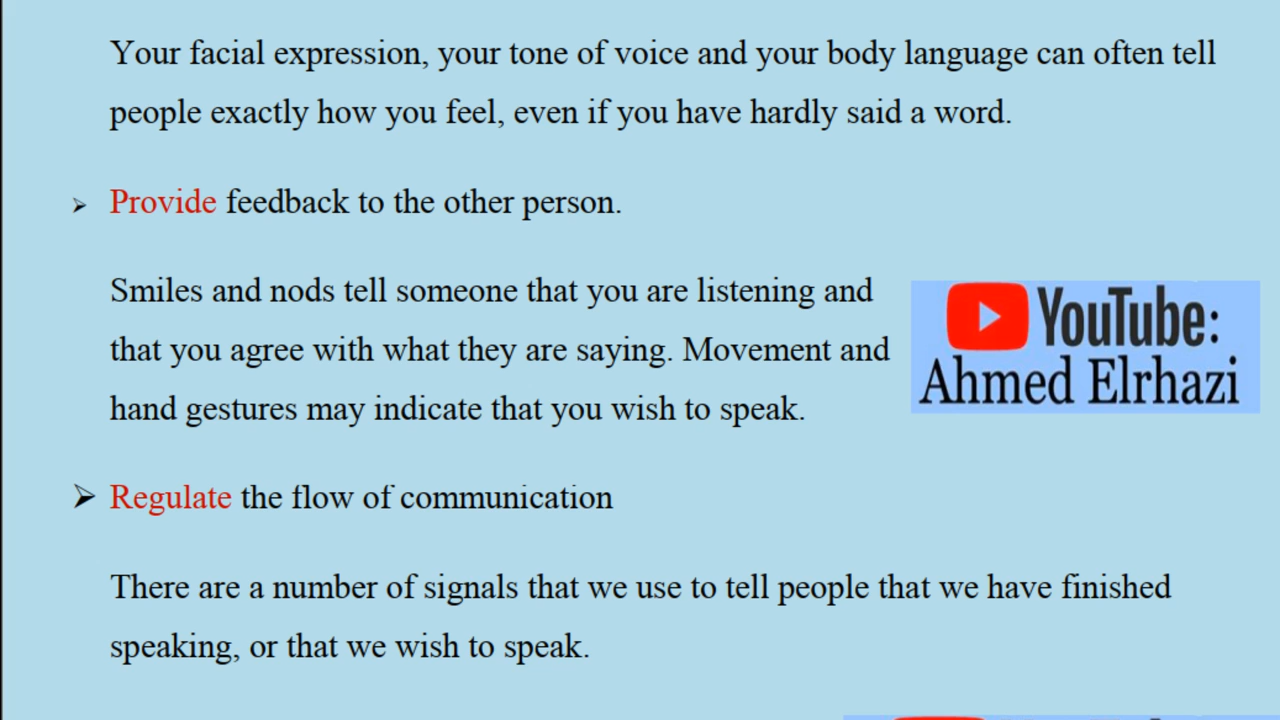 Your facial expression, your tone of voice and your body language can often tell
people exactly how you feel, even if you have hardly said a word.
Provide feedback to the other person.
Smiles and nods tell someone that you are listening and
that you agree with what they are saying. Movement and
hand gestures may indicate that you wish to speak.
YouTube:
Ahmed Elrhazi
Regulate the flow of communication
There are a number of signals that we use to tell people that we have finished
speaking, or that we wish to speak.